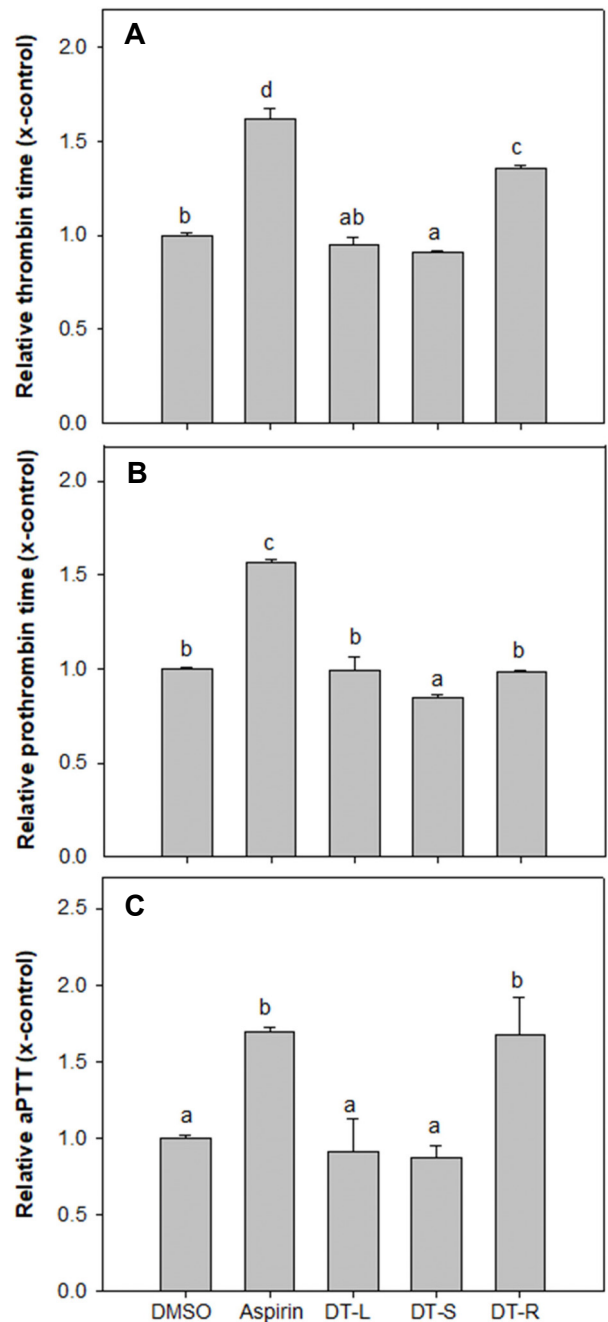 A
Relative thrombin time (x-control)
2.0
1.5
1.0
0.5
0.0
b
d
ab
a
c
B
Relative prothrombin time (x-control)
2.0
1.5
1.0
0.5
0.0
b
c
b
a
b
C
Relative aPTT (x-control)
2.5
2.0
1.5
1.0
0.5
0.0
a
b
a
a
b
DMSO Aspirin DT-L DT-S DT-R